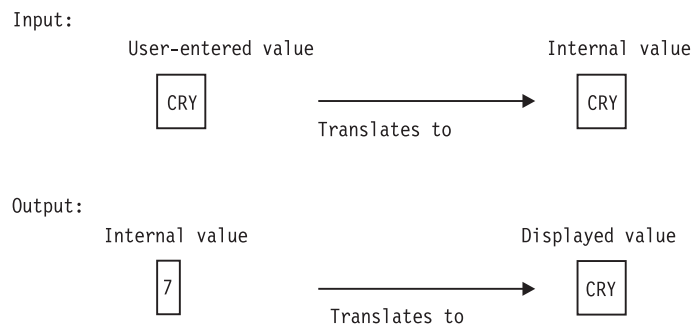 Input:
User-entered value Internal value
CRY CRY
Translates to
Output:
Internal value Displayed value
7 CRY
Translates to